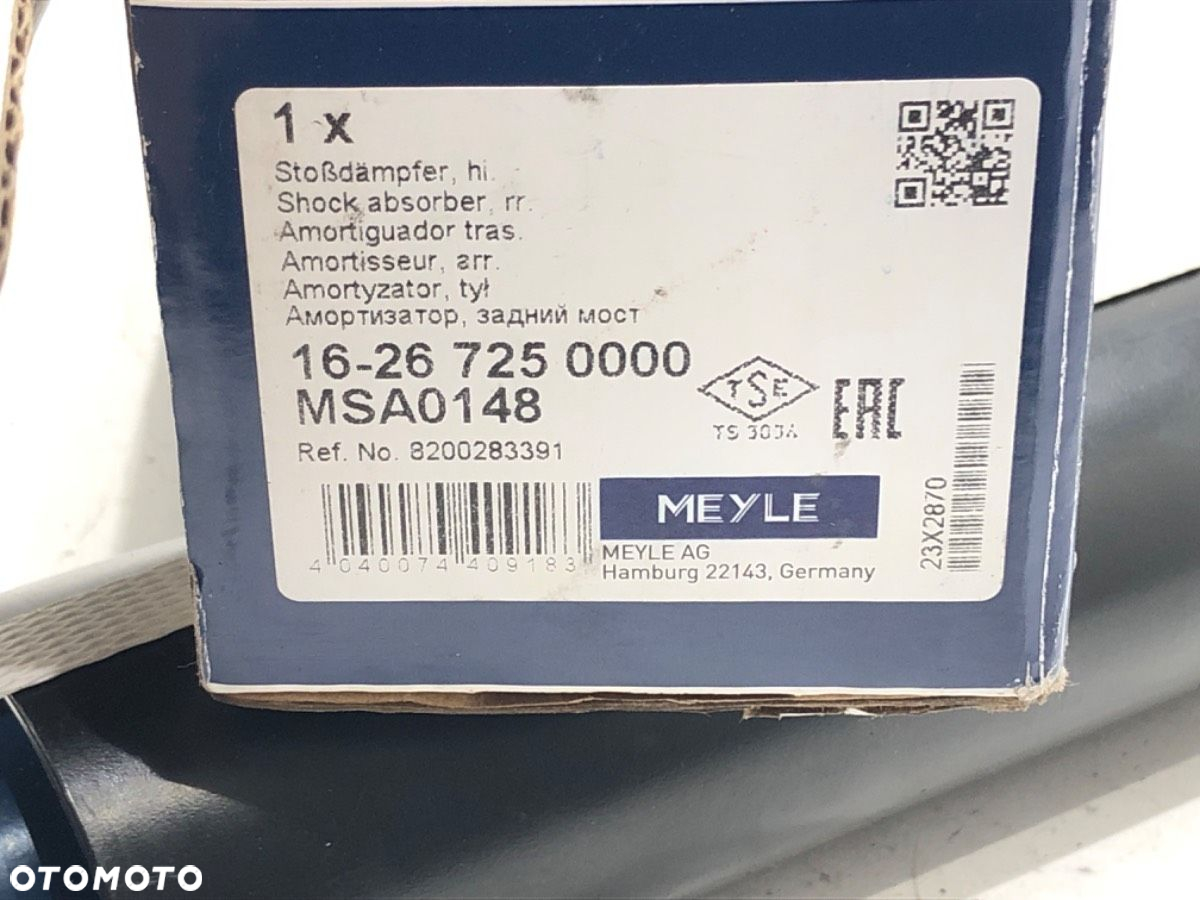 1 x
Stoßdämpfer, hi.
Shock absorber, rr.
Amortiguador tras.
Amortisseur, arr.
Amortyzator, tył
Амортизатор, задний мост
16-26 725 0000
MSA0148
Ref. No. 8200283391
TSE
TS 303A
EAC
4 040074 409183
MEYLE
MEYLE AG
Hamburg 22143, Germany
23X2870
OTOMOTO